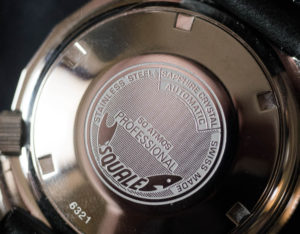 STAINLESS STEEL
SAPPHIRE CRYSTAL
AUTOMATIC
50 ATMOS
PROFESSIONAL
SQUALE
SWISS MADE
6321